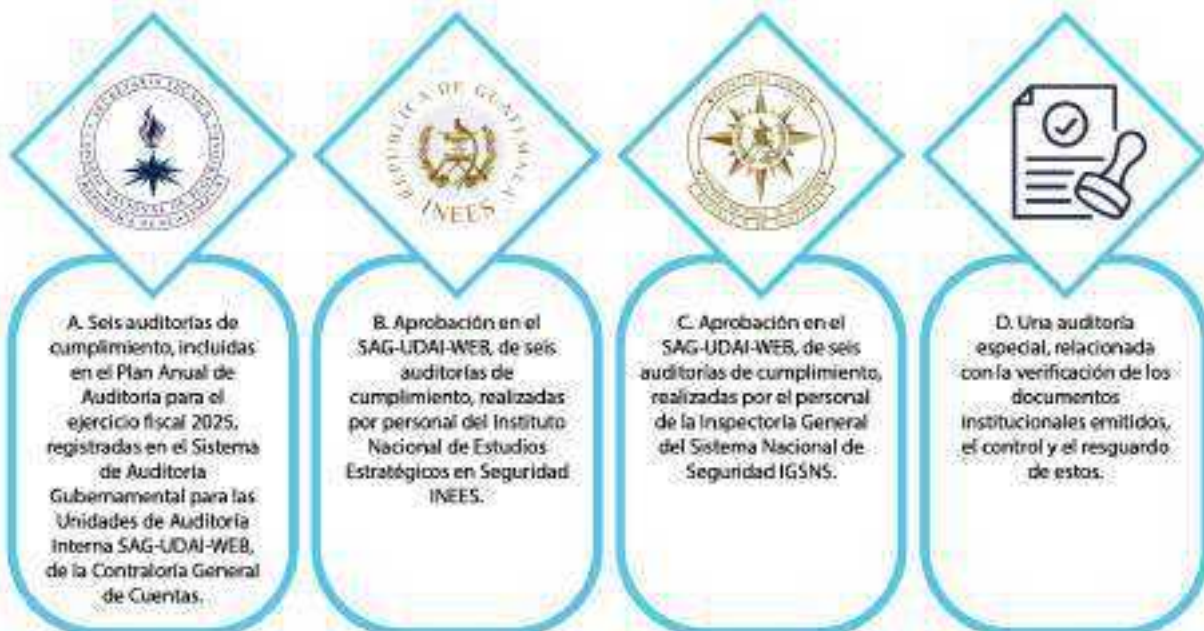 REPÚBLICA DE GUATEMALA
INEES
A. Seis auditorías de
cumplimiento, incluidas
en el Plan Anual de
Auditoría para el
ejercicio fiscal 2025,
registradas en el Sistema
de Auditoría
Gubernamental para las
Unidades de Auditoría
Interna SAG-UDAI-WEB,
de la Contraloría General
de Cuentas.
B. Aprobación en el
SAG-UDAI-WEB, de seis
auditorías de
cumplimiento, realizadas
por personal del Instituto
Nacional de Estudios
Estratégicos en Seguridad
INEES.
C. Aprobación en el
SAG-UDAI-WEB, de seis
auditorías de cumplimiento,
realizadas por el personal
de la Inspectoría General
del Sistema Nacional de
Seguridad IGSNS.
D. Una auditoría
especial, relacionada
con la verificación de los
documentos
institucionales emitidos,
el control y el resguardo
de estos.